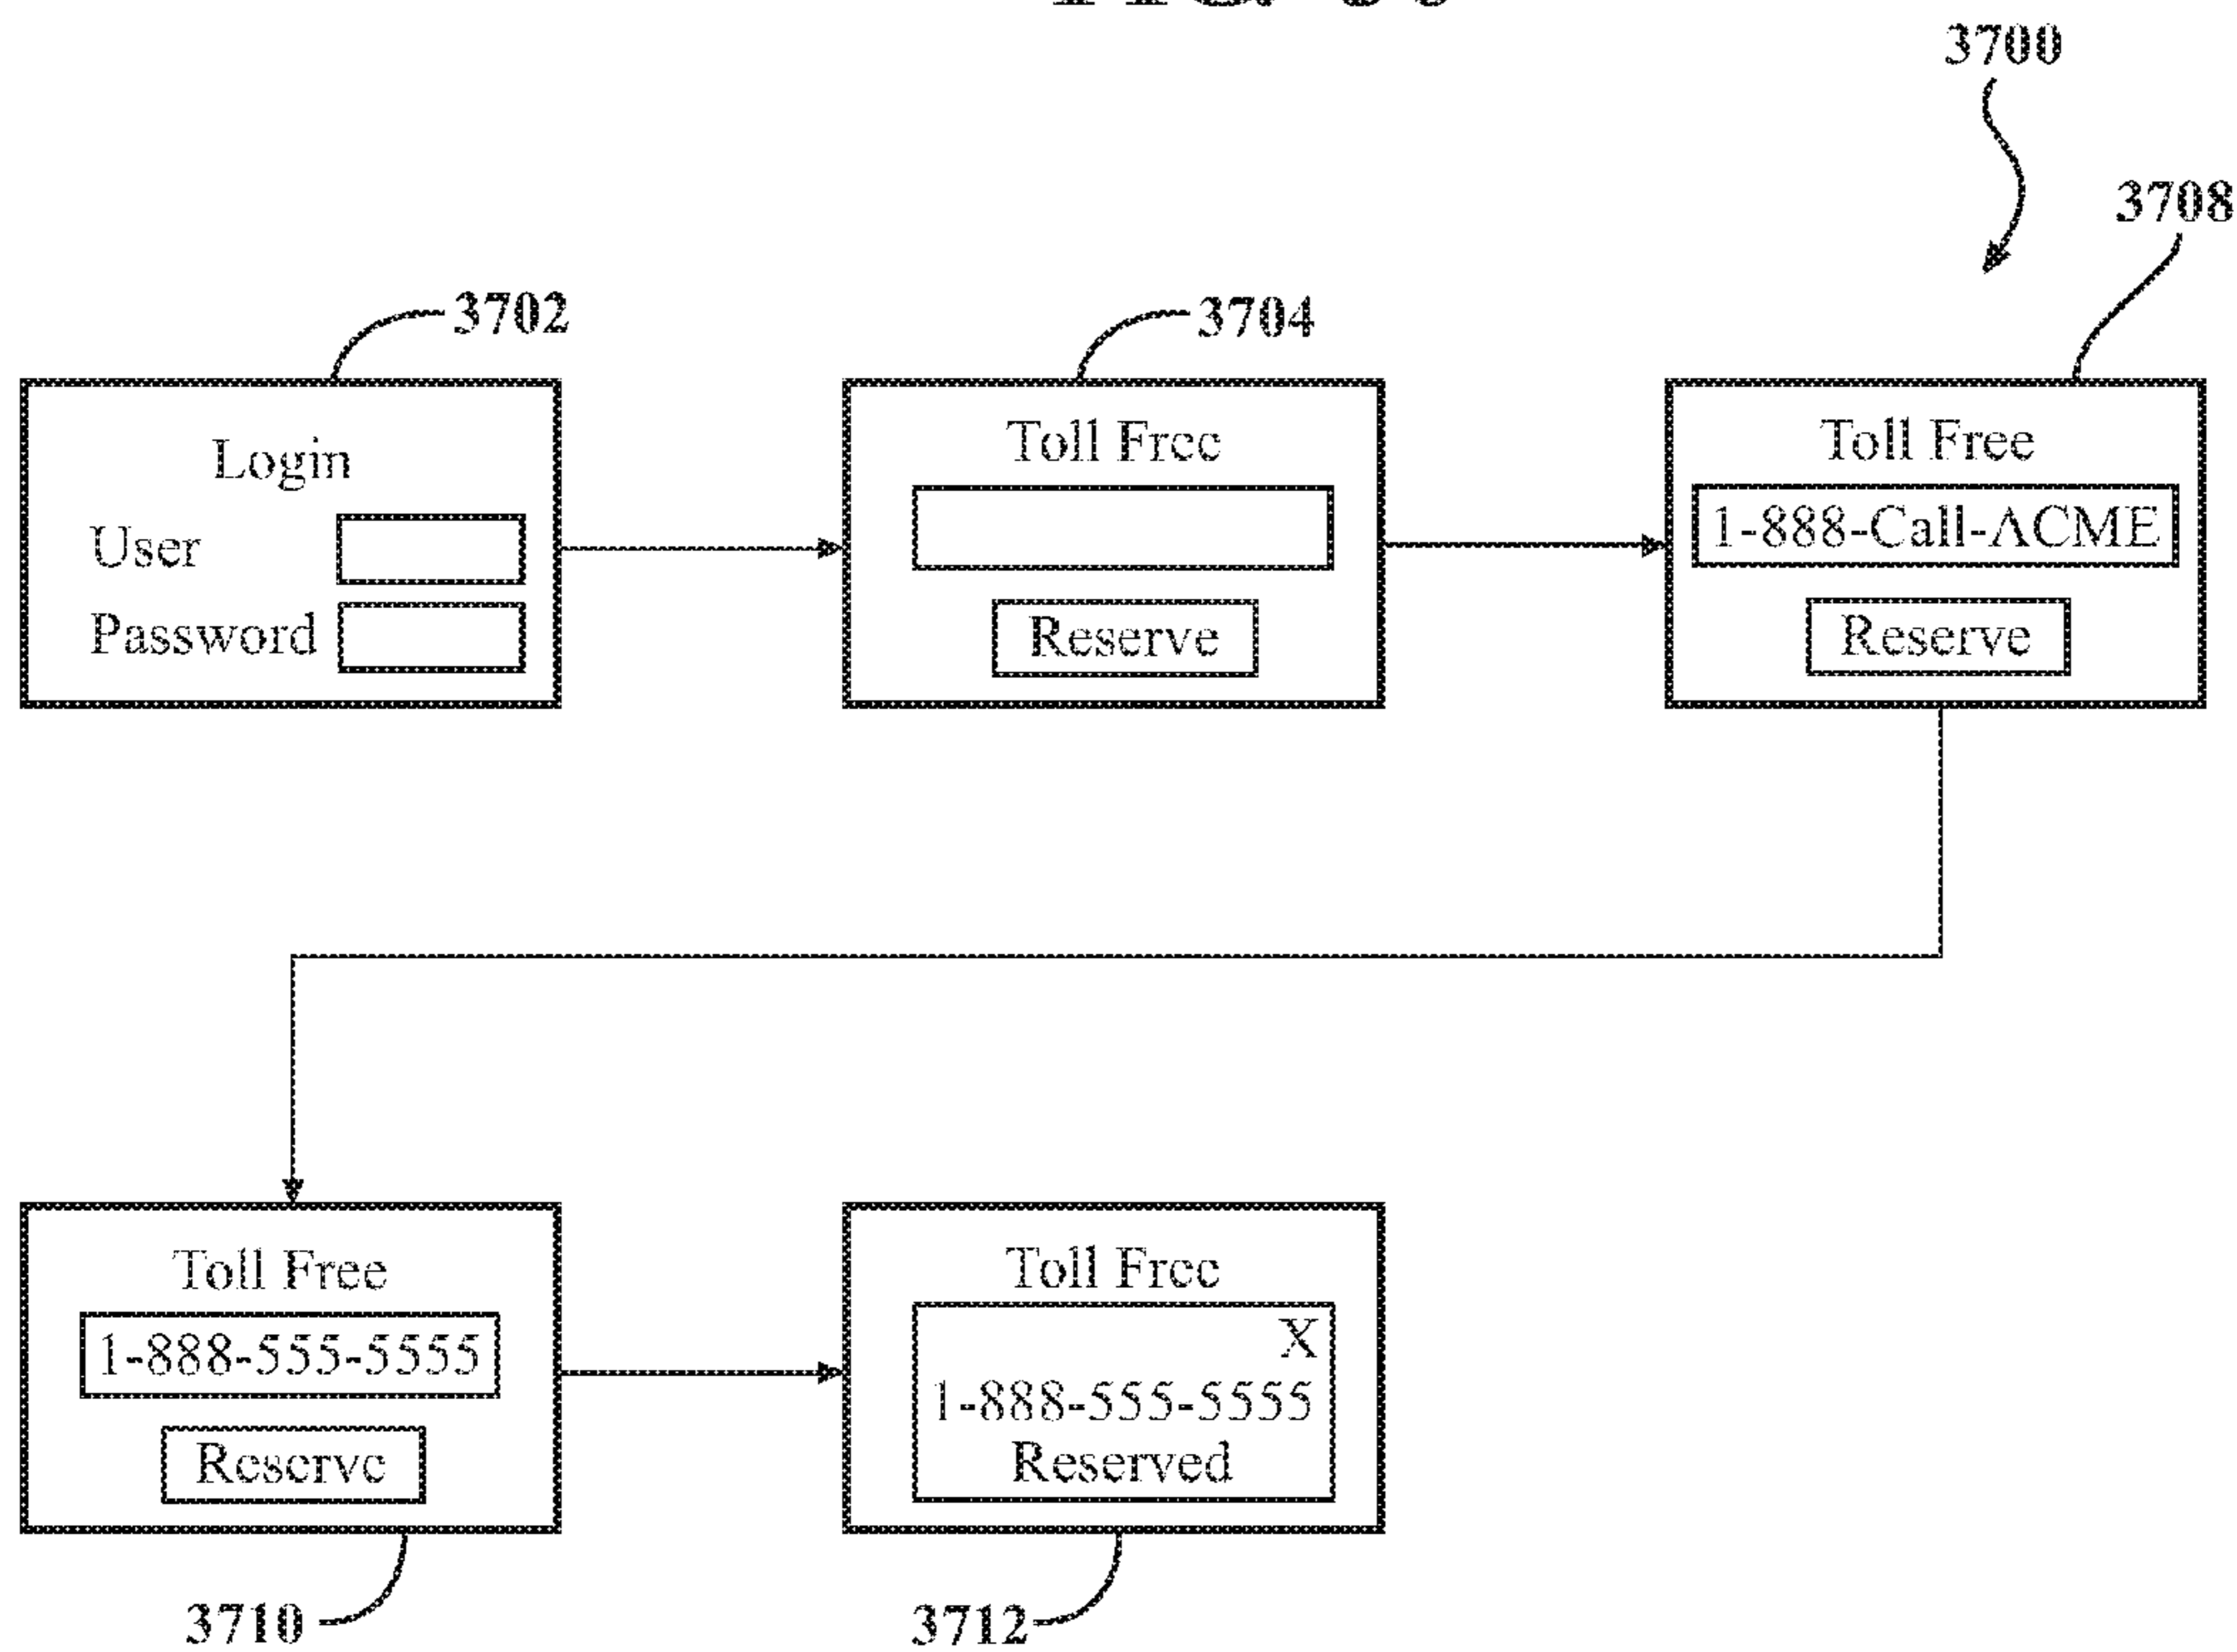 3700
3708
3702
3704
Login
User
Password
Toll Free
Reserve
Toll Free
1-888-Call-ACME
Reserve
Toll Free
1-888-555-5555
Reserve
Toll Free
X
1-888-555-5555
Reserved
3710
3712